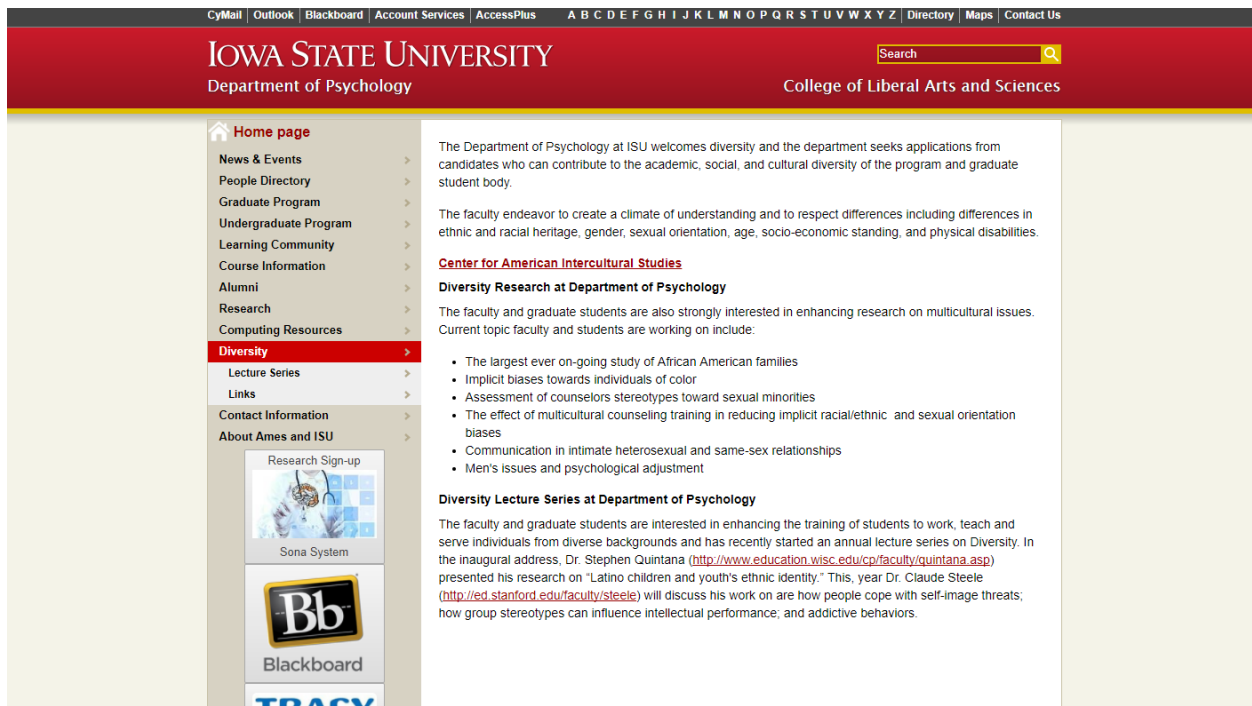 CyMail Outlook Blackboard Account Services AccessPlus A B C D E F G H I J K L M N O P Q R S T U V W X Y Z Directory Maps Contact Us
IOWA STATE UNIVERSITY
Search
Department of Psychology
College of Liberal Arts and Sciences
Home page
News & Events
People Directory
Graduate Program
Undergraduate Program
Learning Community
Course Information
Alumni
Research
Computing Resources
Diversity
Lecture Series
Links
Contact Information
About Ames and ISU
Research Sign-up
Sona System
Bb
Blackboard
TRACY
The Department of Psychology at ISU welcomes diversity and the department seeks applications from
candidates who can contribute to the academic, social, and cultural diversity of the program and graduate
student body.
The faculty endeavor to create a climate of understanding and to respect differences including differences in
ethnic and racial heritage, gender, sexual orientation, age, socio-economic standing, and physical disabilities.
Center for American Intercultural Studies
Diversity Research at Department of Psychology
The faculty and graduate students are also strongly interested in enhancing research on multicultural issues.
Current topic faculty and students are working on include:
• The largest ever on-going study of African American families
• Implicit biases towards individuals of color
• Assessment of counselors stereotypes toward sexual minorities
• The effect of multicultural counseling training in reducing implicit racial/ethnic and sexual orientation
biases
• Communication in intimate heterosexual and same-sex relationships
• Men's issues and psychological adjustment
Diversity Lecture Series at Department of Psychology
The faculty and graduate students are interested in enhancing the training of students to work, teach and
serve individuals from diverse backgrounds and has recently started an annual lecture series on Diversity. In
the inaugural address, Dr. Stephen Quintana (http://www.education.wisc.edu/cp/faculty/quintana.asp)
presented his research on “Latino children and youth's ethnic identity.” This, year Dr. Claude Steele
(http://ed.stanford.edu/faculty/steele) will discuss his work on are how people cope with self-image threats;
how group stereotypes can influence intellectual performance; and addictive behaviors.